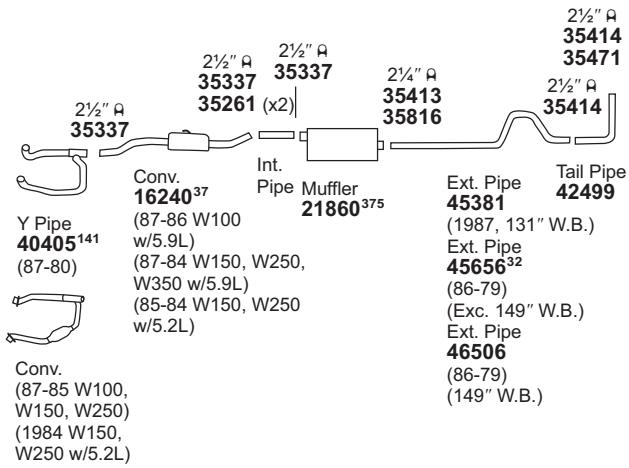 2½″
35414
35471
2½″
35337
35261 (x2)
2½″
35337
2¼″
35413
35816
2½″
35414
2½″
35337
Y Pipe
40405¹⁴¹
(87-80)
Conv.
16240³⁷
(87-86 W100
w/5.9L)
(87-84 W150, W250,
W350 w/5.9L)
(85-84 W150, W250
w/5.2L)
Int.
Pipe
Muffler
21860³⁷⁵
Ext. Pipe
45381
(1987, 131″ W.B.)
Ext. Pipe
45656³²
(86-79)
(Exc. 149″ W.B.)
Ext. Pipe
46506
(86-79)
(149″ W.B.)
Tail Pipe
42499
Conv.
(87-85 W100,
W150, W250)
(1984 W150,
W250 w/5.2L)